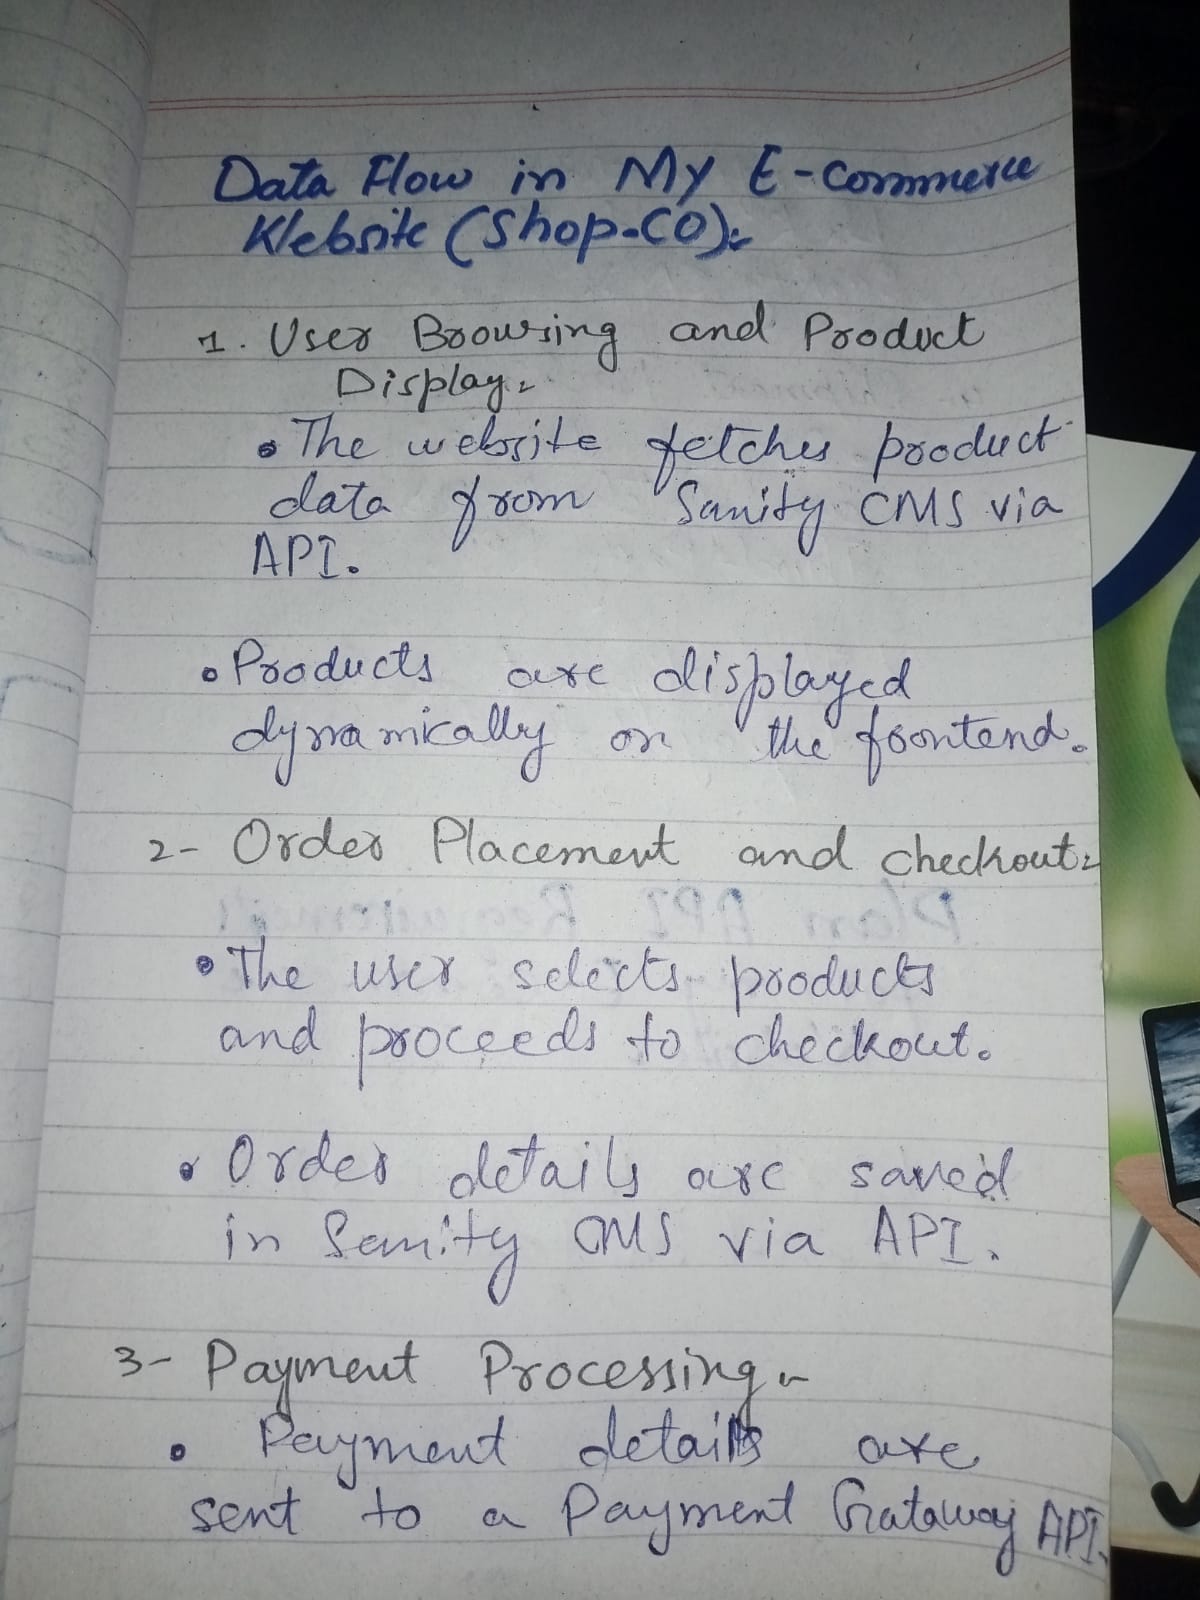 Data Flow in My E-Commerce
Website (Shop.CO):
1. User Browsing and Product
Display:
• The website fetches product
data from Sanity CMS via
API.
• Products are displayed
dynamically on the frontend.
2- Order Placement and checkout:
• The user selects products
and proceeds to checkout.
• Order details are saved
in Sanity CMS via API.
3- Payment Processing:
• Payment details are
sent to a Payment Gataway API.